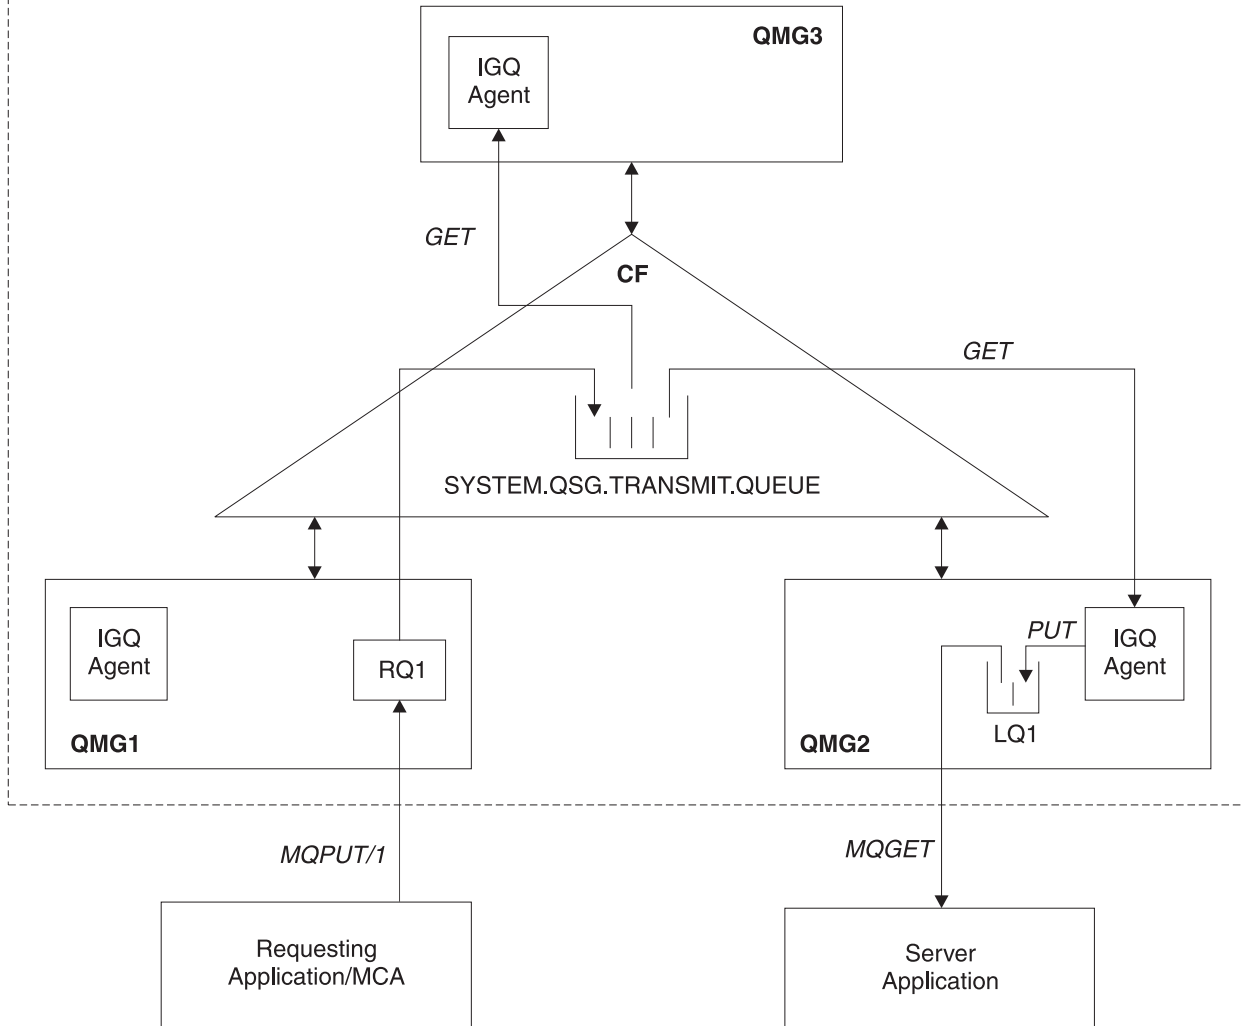 QMG3
IGQ
Agent
GET
CF
GET
SYSTEM.QSG.TRANSMIT.QUEUE
IGQ
Agent
RQ1
QMG1
PUT
IGQ
Agent
LQ1
QMG2
MQPUT/1
MQGET
Requesting
Application/MCA
Server
Application